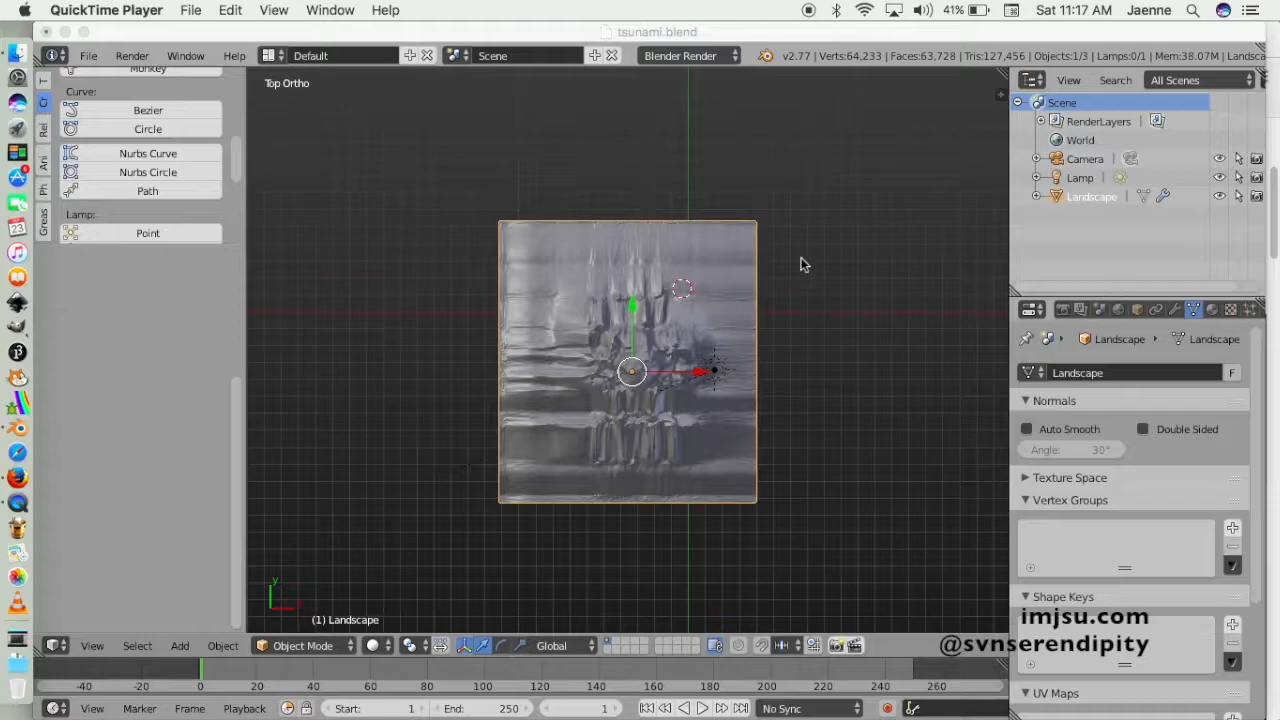 QuickTime Player File Edit View Window Help 41% Sat 11:17 AM Jaenne
tsunami.blend
File Render Window Help Default Scene Blender Render v2.77 | Verts:64,233 | Faces:63,728 | Tris:127,456 | Objects:1/3 | Lamps:0/1 | Mem:38.07M | Landsca
View Search All Scenes
Monkey
Curve:
Bezier
Circle
Nurbs Curve
Nurbs Circle
Path
Lamp:
Point
T
Cr
Rel
Ani
Ph
Greas
Top Ortho
y
(1) Landscape
Scene
RenderLayers
World
Camera
Lamp
Landscape
Landscape Landscape
Landscape F
Normals
Auto Smooth Double Sided
Angle: 30°
Texture Space
Vertex Groups
Shape Keys
imjsu.com
@svnserendipity
UV Maps
View Select Add Object Object Mode Global
-40 -20 0 20 40 60 80 100 120 140 160 180 200 220 240 260
View Marker Frame Playback Start: 1 End: 250 1 No Sync